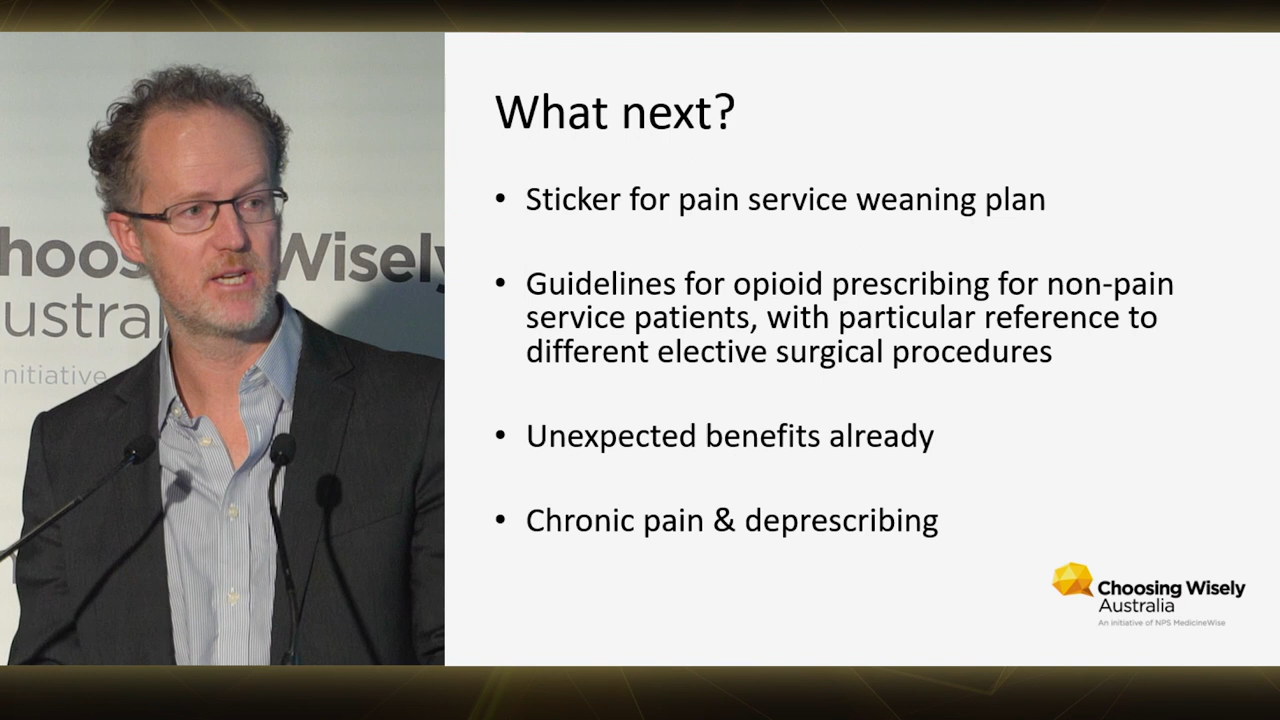 hoos Wisely
ustral
nitiative
What next?
• Sticker for pain service weaning plan
• Guidelines for opioid prescribing for non-pain
service patients, with particular reference to
different elective surgical procedures
• Unexpected benefits already
• Chronic pain & deprescribing
Choosing Wisely
Australia
An initiative of NPS MedicineWise